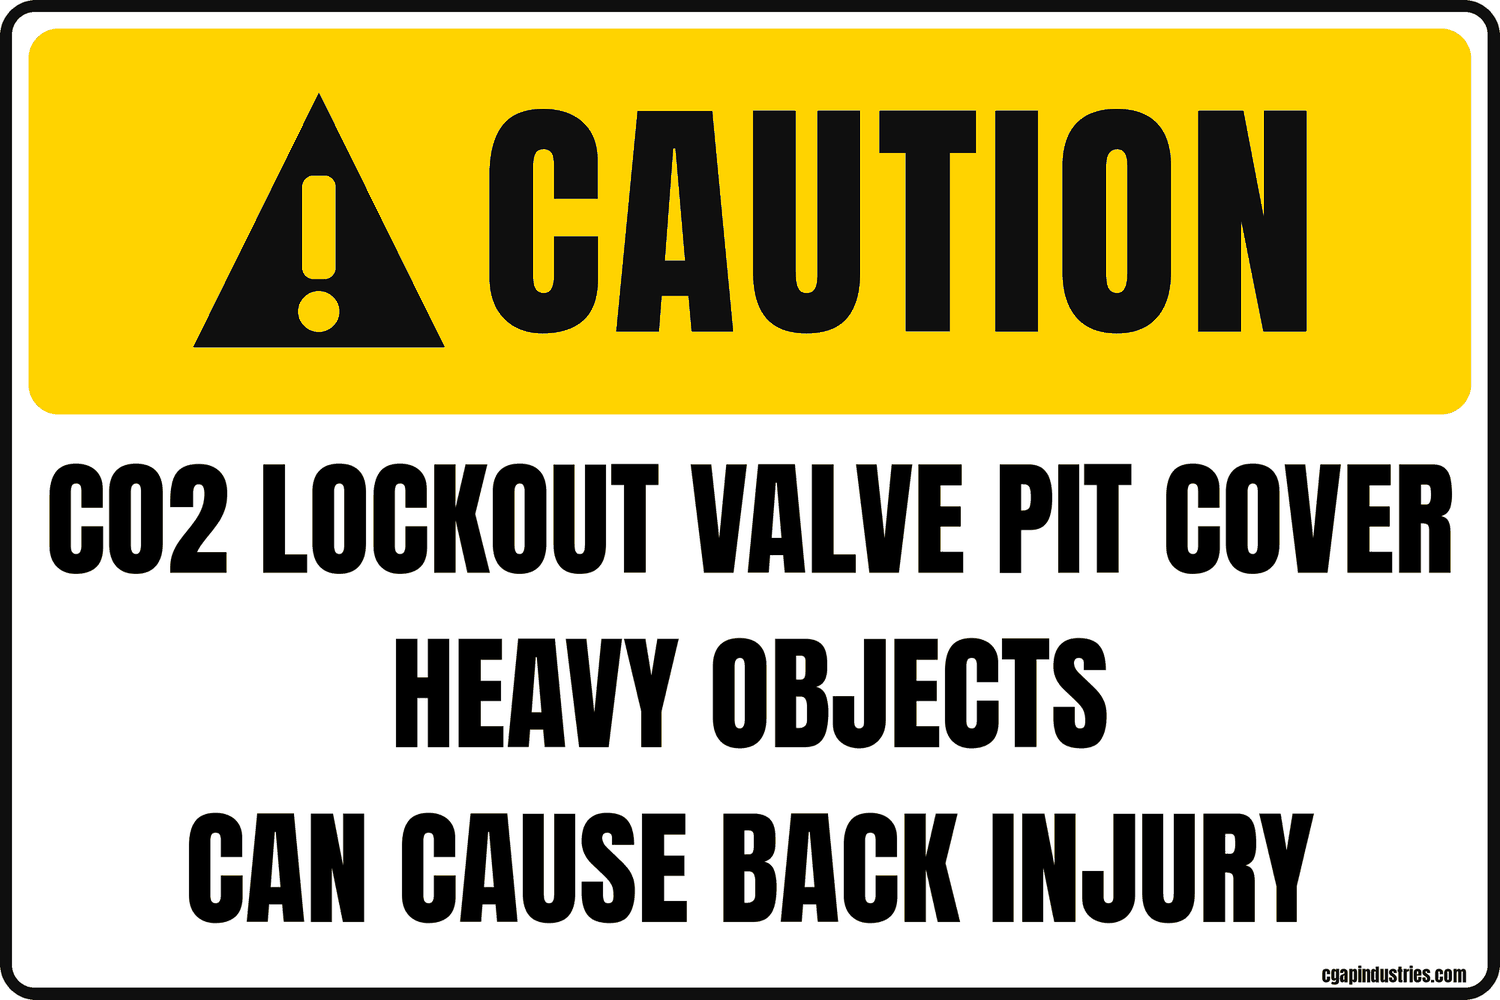 CAUTION
CO2 LOCKOUT VALVE PIT COVER
HEAVY OBJECTS
CAN CAUSE BACK INJURY
cgapindustries.com